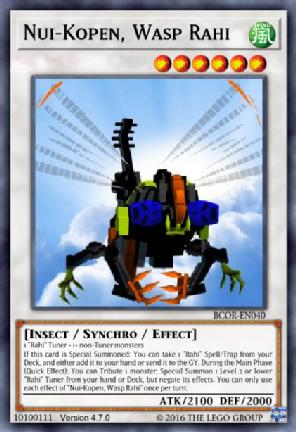 Nui-Kopen, Wasp Rahi
風
BCOR-EN040
[Insect / Synchro / Effect]
1 "Rahi" Tuner + 1+ non-Tuner monsters
If this card is Special Summoned: You can take 1 "Rahi" Spell/Trap from your
Deck, and either add it to your hand or send it to the GY. During the Main Phase
(Quick Effect): You can Tribute 1 monster; Special Summon 1 Level 2 or lower
"Rahi" Tuner from your hand or Deck, but negate its effects. You can only use
each effect of "Nui-Kopen, Wasp Rahi" once per turn.
ATK/2100 DEF/2000
10100111 Version 4.7.0 © 2016 THE LEGO GROUP